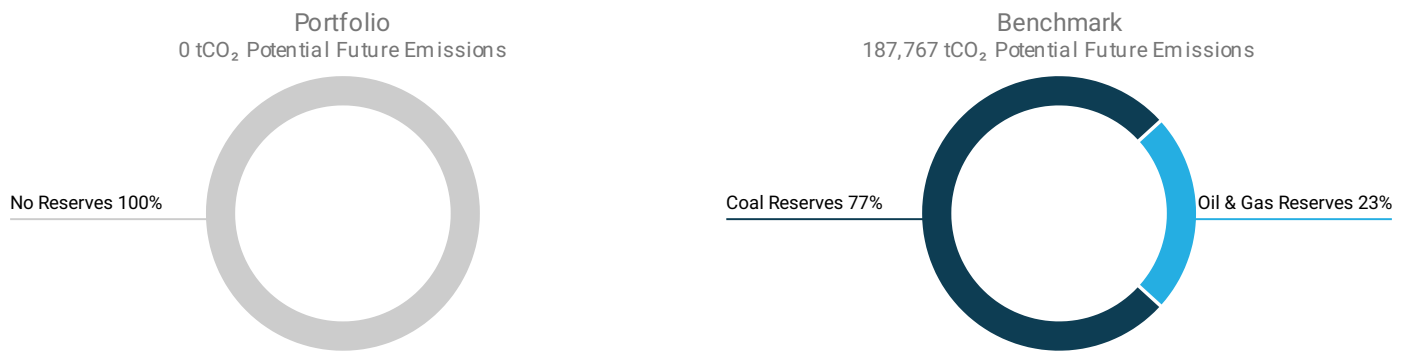 Portfolio
0 tCO₂ Potential Future Emissions
No Reserves 100%
Benchmark
187,767 tCO₂ Potential Future Emissions
Coal Reserves 77%
Oil & Gas Reserves 23%